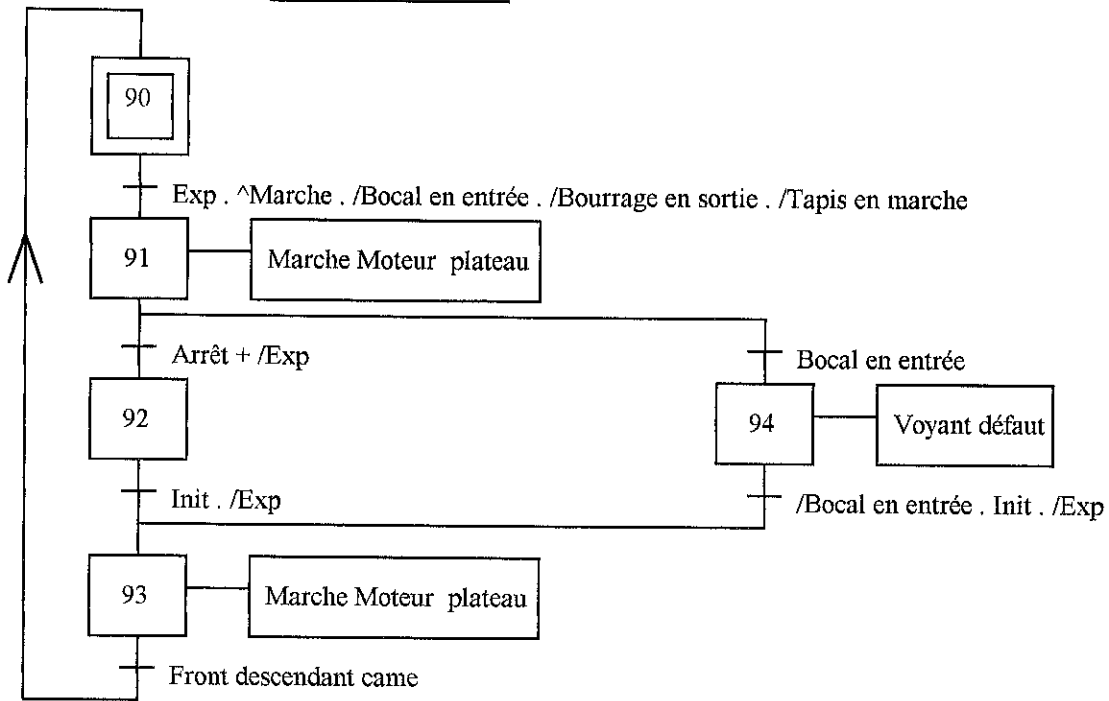 90
Exp . ^Marche . /Bocal en entrée . /Bourrage en sortie . /Tapis en marche
91
Marche Moteur plateau
Arrêt + /Exp
Bocal en entrée
92
94
Voyant défaut
Init . /Exp
/Bocal en entrée . Init . /Exp
93
Marche Moteur plateau
Front descendant came